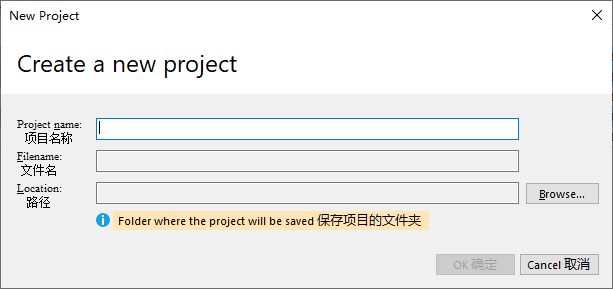 New Project
Create a new project
Project name:
项目名称
Filename:
文件名
Location:
路径
Browse...
Folder where the project will be saved 保存项目的文件夹
OK 确定
Cancel 取消